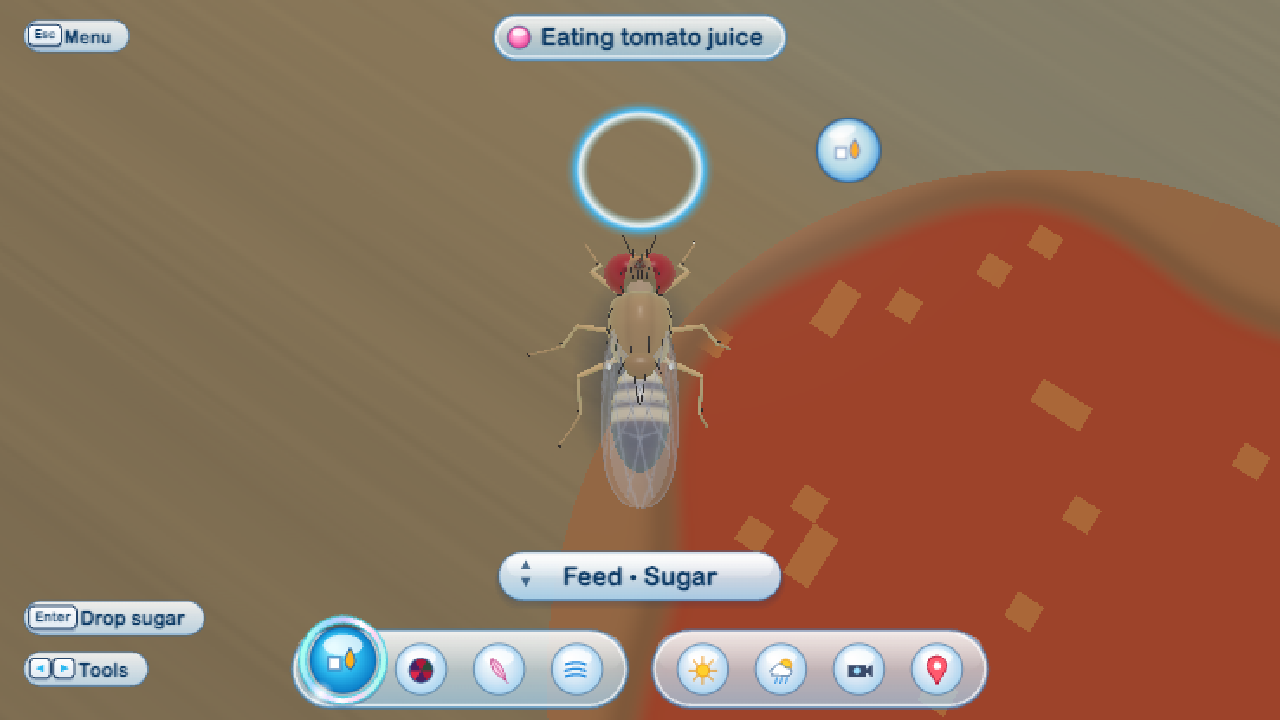 Esc Menu
Eating tomato juice
Feed • Sugar
Enter Drop sugar
Tools